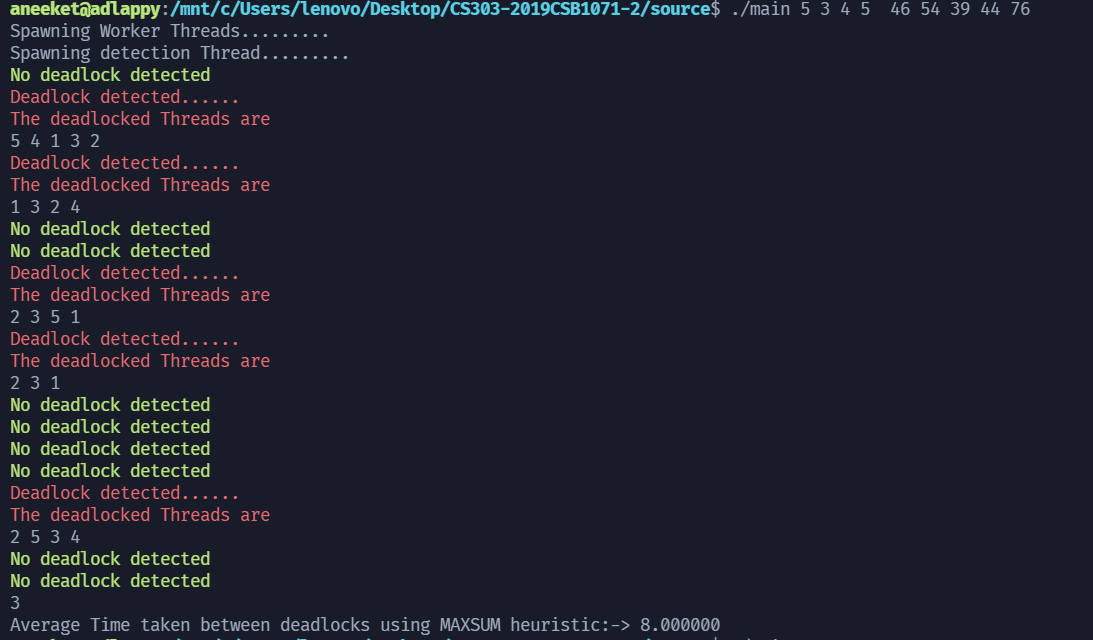 aneeket@adlappy:/mnt/c/Users/lenovo/Desktop/CS303-2019CSB1071-2/source$ ./main 5 3 4 5  46 54 39 44 76
Spawning Worker Threads.........
Spawning detection Thread.........
No deadlock detected
Deadlock detected......
The deadlocked Threads are
5 4 1 3 2
Deadlock detected......
The deadlocked Threads are
1 3 2 4
No deadlock detected
No deadlock detected
Deadlock detected......
The deadlocked Threads are
2 3 5 1
Deadlock detected......
The deadlocked Threads are
2 3 1
No deadlock detected
No deadlock detected
No deadlock detected
No deadlock detected
Deadlock detected......
The deadlocked Threads are
2 5 3 4
No deadlock detected
No deadlock detected
3
Average Time taken between deadlocks using MAXSUM heuristic:-> 8.000000